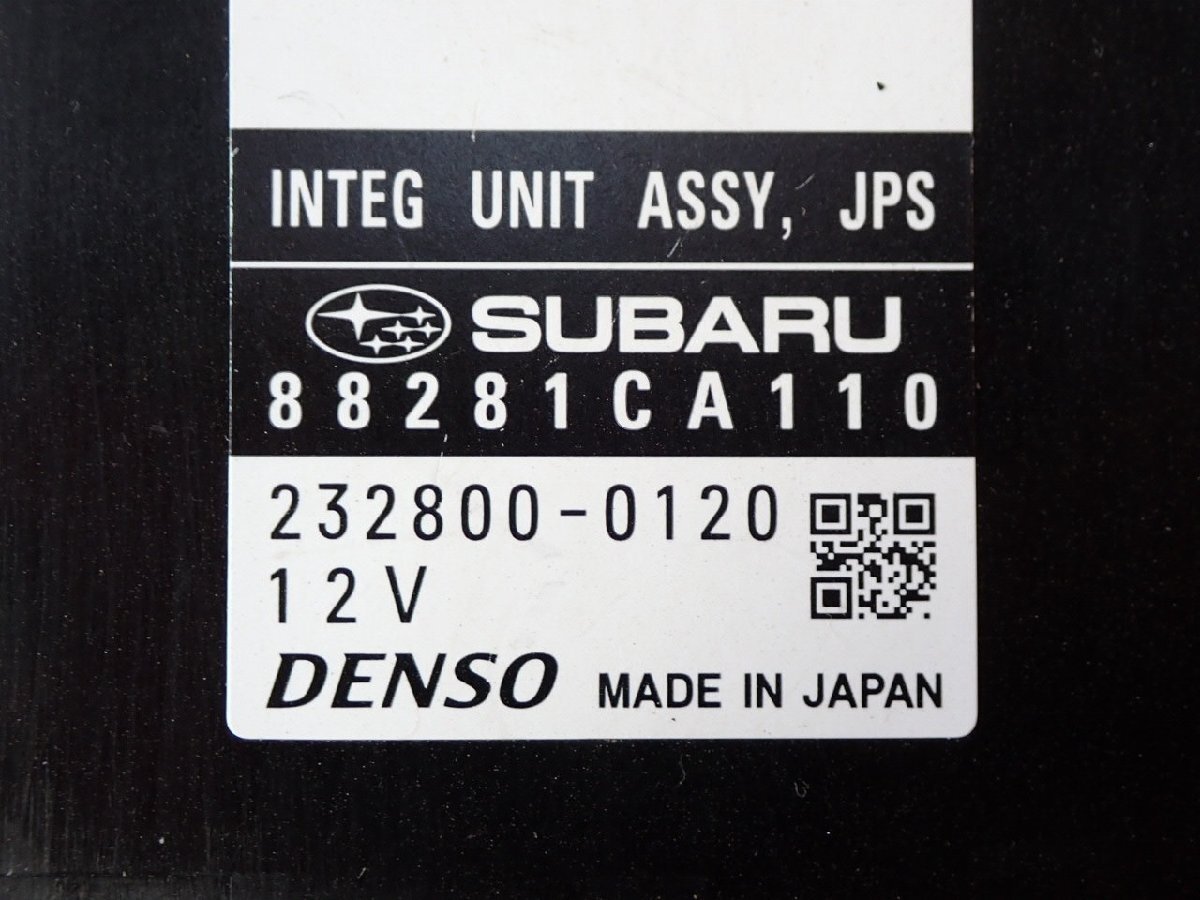 INTEG UNIT ASSY, JPS
SUBARU
88281CA110
232800-0120
12V
DENSO MADE IN JAPAN